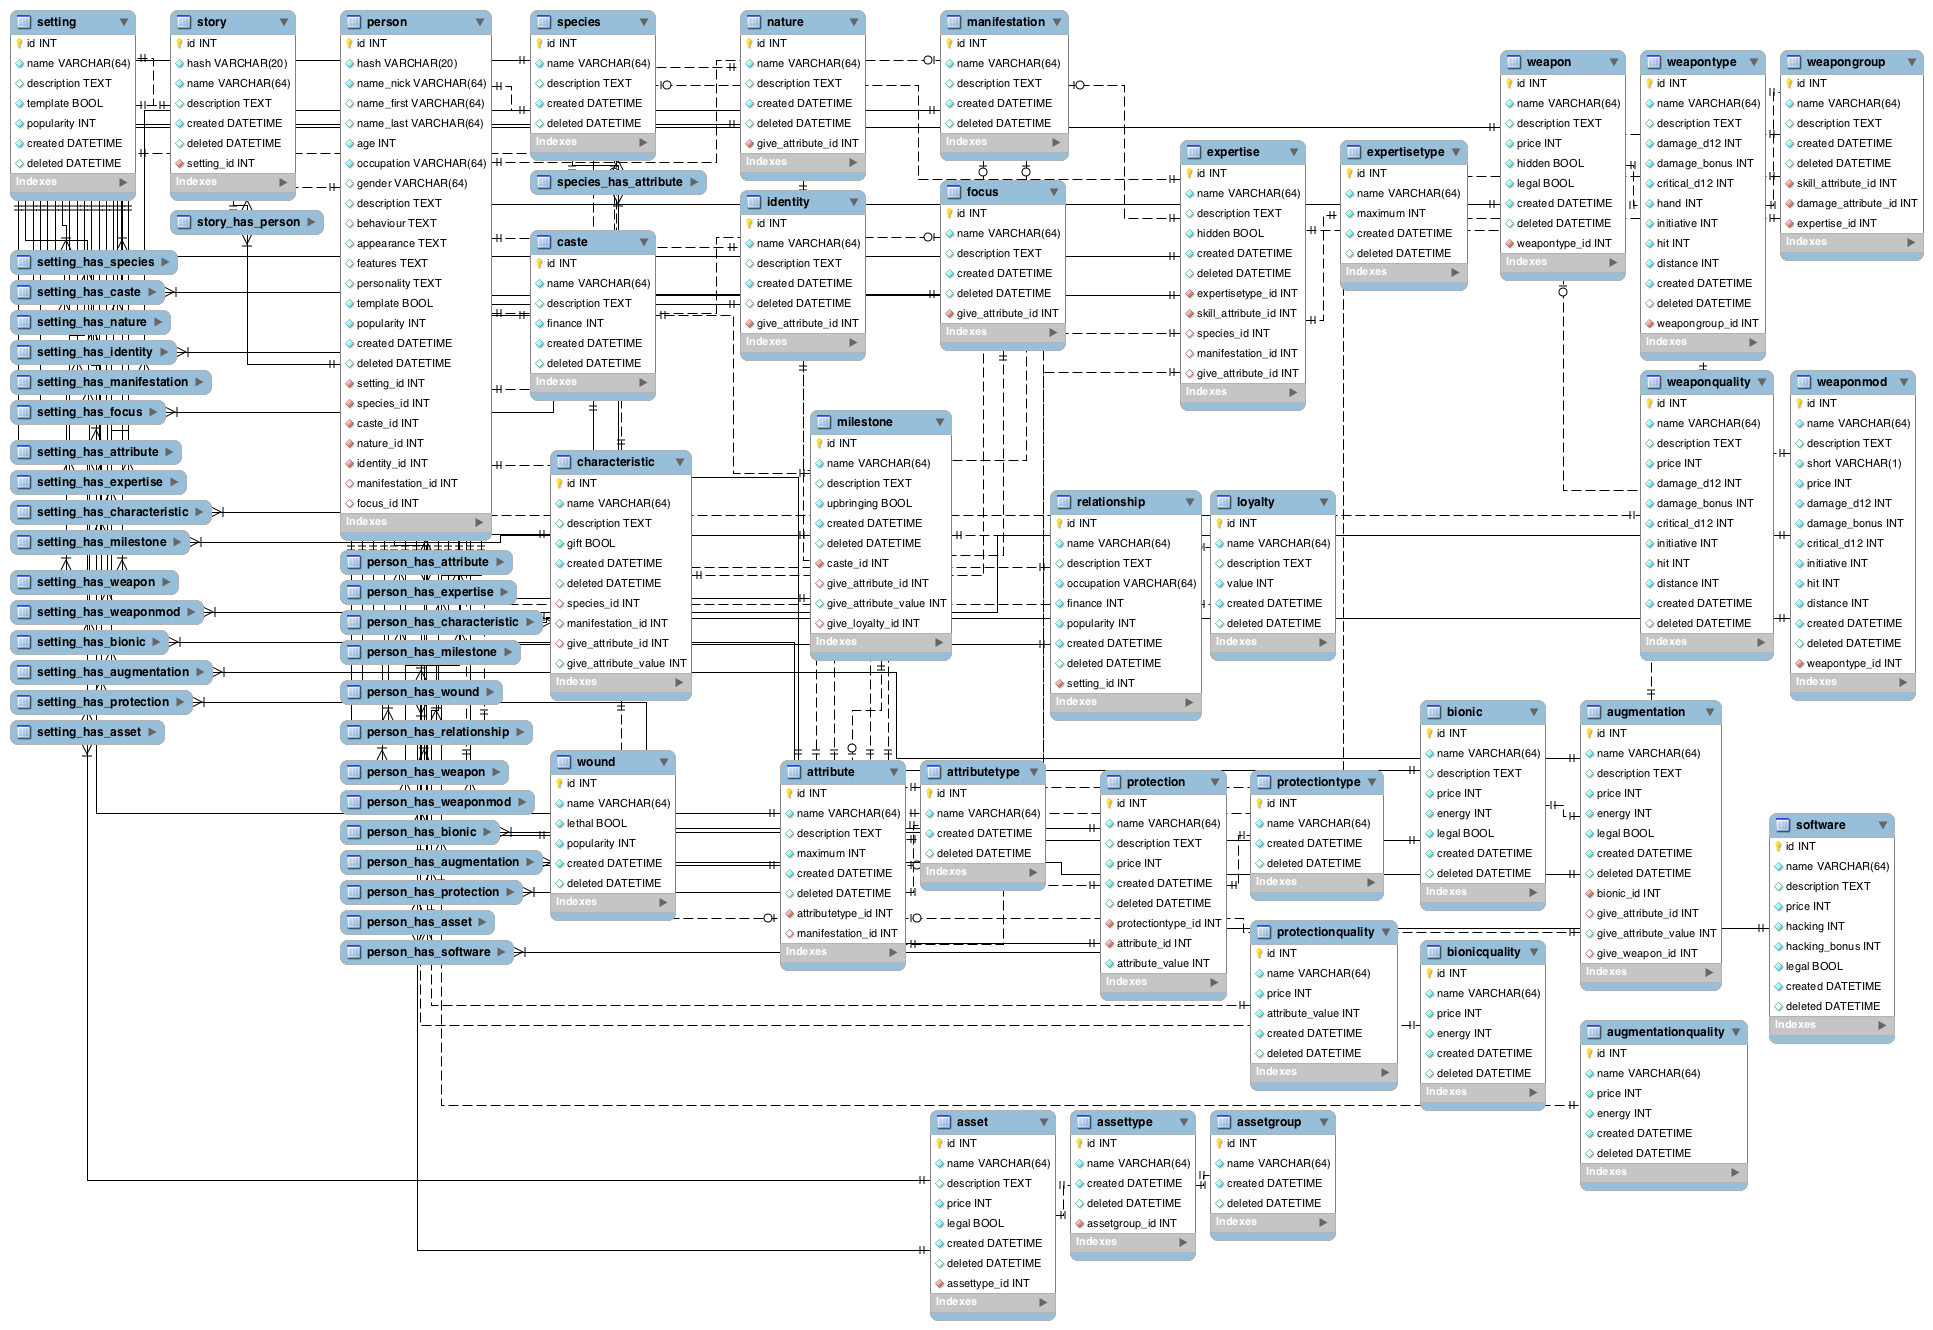 setting
id INT
name VARCHAR(64)
description TEXT
template BOOL
popularity INT
created DATETIME
deleted DATETIME
Indexes
story
id INT
hash VARCHAR(20)
name VARCHAR(64)
description TEXT
created DATETIME
deleted DATETIME
setting_id INT
Indexes
story_has_person
person
id INT
hash VARCHAR(20)
name_nick VARCHAR(64)
name_first VARCHAR(64)
name_last VARCHAR(64)
age INT
occupation VARCHAR(64)
gender VARCHAR(64)
description TEXT
behaviour TEXT
appearance TEXT
features TEXT
personality TEXT
template BOOL
popularity INT
created DATETIME
deleted DATETIME
setting_id INT
species_id INT
caste_id INT
nature_id INT
identity_id INT
manifestation_id INT
focus_id INT
Indexes
species
id INT
name VARCHAR(64)
description TEXT
created DATETIME
deleted DATETIME
Indexes
species_has_attribute
caste
id INT
name VARCHAR(64)
description TEXT
finance INT
created DATETIME
deleted DATETIME
Indexes
nature
id INT
name VARCHAR(64)
description TEXT
created DATETIME
deleted DATETIME
give_attribute_id INT
Indexes
identity
id INT
name VARCHAR(64)
description TEXT
created DATETIME
deleted DATETIME
give_attribute_id INT
Indexes
manifestation
id INT
name VARCHAR(64)
description TEXT
created DATETIME
deleted DATETIME
Indexes
focus
id INT
name VARCHAR(64)
description TEXT
created DATETIME
deleted DATETIME
give_attribute_id INT
Indexes
expertise
id INT
name VARCHAR(64)
description TEXT
hidden BOOL
created DATETIME
deleted DATETIME
expertisetype_id INT
skill_attribute_id INT
species_id INT
manifestation_id INT
give_attribute_id INT
Indexes
expertisetype
id INT
name VARCHAR(64)
maximum INT
created DATETIME
deleted DATETIME
Indexes
weapon
id INT
name VARCHAR(64)
description TEXT
price INT
hidden BOOL
legal BOOL
created DATETIME
deleted DATETIME
weapontype_id INT
Indexes
weapontype
id INT
name VARCHAR(64)
description TEXT
damage_d12 INT
damage_bonus INT
critical_d12 INT
hand INT
initiative INT
hit INT
distance INT
created DATETIME
deleted DATETIME
weapongroup_id INT
Indexes
weapongroup
id INT
name VARCHAR(64)
description TEXT
created DATETIME
deleted DATETIME
skill_attribute_id INT
damage_attribute_id INT
expertise_id INT
Indexes
setting_has_species
setting_has_caste
setting_has_nature
setting_has_identity
setting_has_manifestation
setting_has_focus
setting_has_attribute
setting_has_expertise
setting_has_characteristic
setting_has_milestone
setting_has_weapon
setting_has_weaponmod
setting_has_bionic
setting_has_augmentation
setting_has_protection
setting_has_asset
person_has_attribute
person_has_expertise
person_has_characteristic
person_has_milestone
person_has_wound
person_has_relationship
person_has_weapon
person_has_weaponmod
person_has_bionic
person_has_augmentation
person_has_protection
person_has_asset
person_has_software
characteristic
id INT
name VARCHAR(64)
description TEXT
gift BOOL
created DATETIME
deleted DATETIME
species_id INT
manifestation_id INT
give_attribute_id INT
give_attribute_value INT
Indexes
milestone
id INT
name VARCHAR(64)
description TEXT
upbringing BOOL
created DATETIME
deleted DATETIME
caste_id INT
give_attribute_id INT
give_attribute_value INT
give_loyalty_id INT
Indexes
relationship
id INT
name VARCHAR(64)
description TEXT
occupation VARCHAR(64)
finance INT
popularity INT
created DATETIME
deleted DATETIME
setting_id INT
Indexes
loyalty
id INT
name VARCHAR(64)
description TEXT
value INT
created DATETIME
deleted DATETIME
Indexes
weaponquality
id INT
name VARCHAR(64)
description TEXT
price INT
damage_d12 INT
damage_bonus INT
critical_d12 INT
initiative INT
hit INT
distance INT
created DATETIME
deleted DATETIME
Indexes
weaponmod
id INT
name VARCHAR(64)
description TEXT
short VARCHAR(1)
price INT
damage_d12 INT
damage_bonus INT
critical_d12 INT
initiative INT
hit INT
distance INT
created DATETIME
deleted DATETIME
weapontype_id INT
Indexes
wound
id INT
name VARCHAR(64)
lethal BOOL
popularity INT
created DATETIME
deleted DATETIME
Indexes
attribute
id INT
name VARCHAR(64)
description TEXT
maximum INT
created DATETIME
deleted DATETIME
attributetype_id INT
manifestation_id INT
Indexes
attributetype
id INT
name VARCHAR(64)
created DATETIME
deleted DATETIME
Indexes
protection
id INT
name VARCHAR(64)
description TEXT
price INT
created DATETIME
deleted DATETIME
protectiontype_id INT
attribute_id INT
attribute_value INT
Indexes
protectiontype
id INT
name VARCHAR(64)
created DATETIME
deleted DATETIME
Indexes
protectionquality
id INT
name VARCHAR(64)
price INT
attribute_value INT
created DATETIME
deleted DATETIME
Indexes
bionic
id INT
name VARCHAR(64)
description TEXT
price INT
energy INT
legal BOOL
created DATETIME
deleted DATETIME
Indexes
bionicquality
id INT
name VARCHAR(64)
price INT
energy INT
created DATETIME
deleted DATETIME
Indexes
augmentation
id INT
name VARCHAR(64)
description TEXT
price INT
energy INT
legal BOOL
created DATETIME
deleted DATETIME
bionic_id INT
give_attribute_id INT
give_attribute_value INT
give_weapon_id INT
Indexes
augmentationquality
id INT
name VARCHAR(64)
price INT
energy INT
created DATETIME
deleted DATETIME
Indexes
software
id INT
name VARCHAR(64)
description TEXT
price INT
hacking INT
hacking_bonus INT
legal BOOL
created DATETIME
deleted DATETIME
Indexes
asset
id INT
name VARCHAR(64)
description TEXT
price INT
legal BOOL
created DATETIME
deleted DATETIME
assettype_id INT
Indexes
assettype
id INT
name VARCHAR(64)
created DATETIME
deleted DATETIME
assetgroup_id INT
Indexes
assetgroup
id INT
name VARCHAR(64)
created DATETIME
deleted DATETIME
Indexes